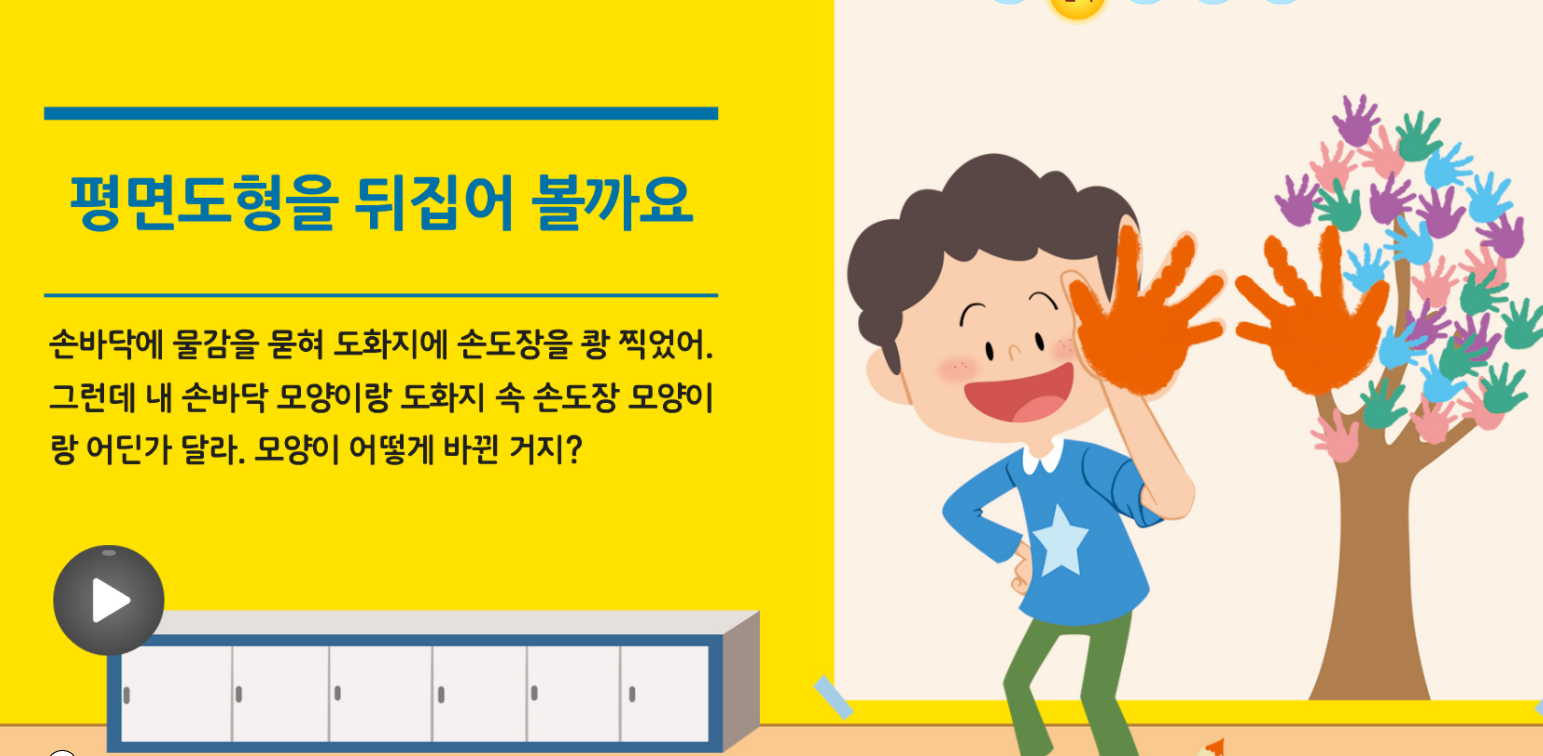 평면도형을 뒤집어 볼까요
손바닥에 물감을 묻혀 도화지에 손도장을 쾅 찍었어.
그런데 내 손바닥 모양이랑 도화지 속 손도장 모양이
랑 어딘가 달라. 모양이 어떻게 바뀐 거지?